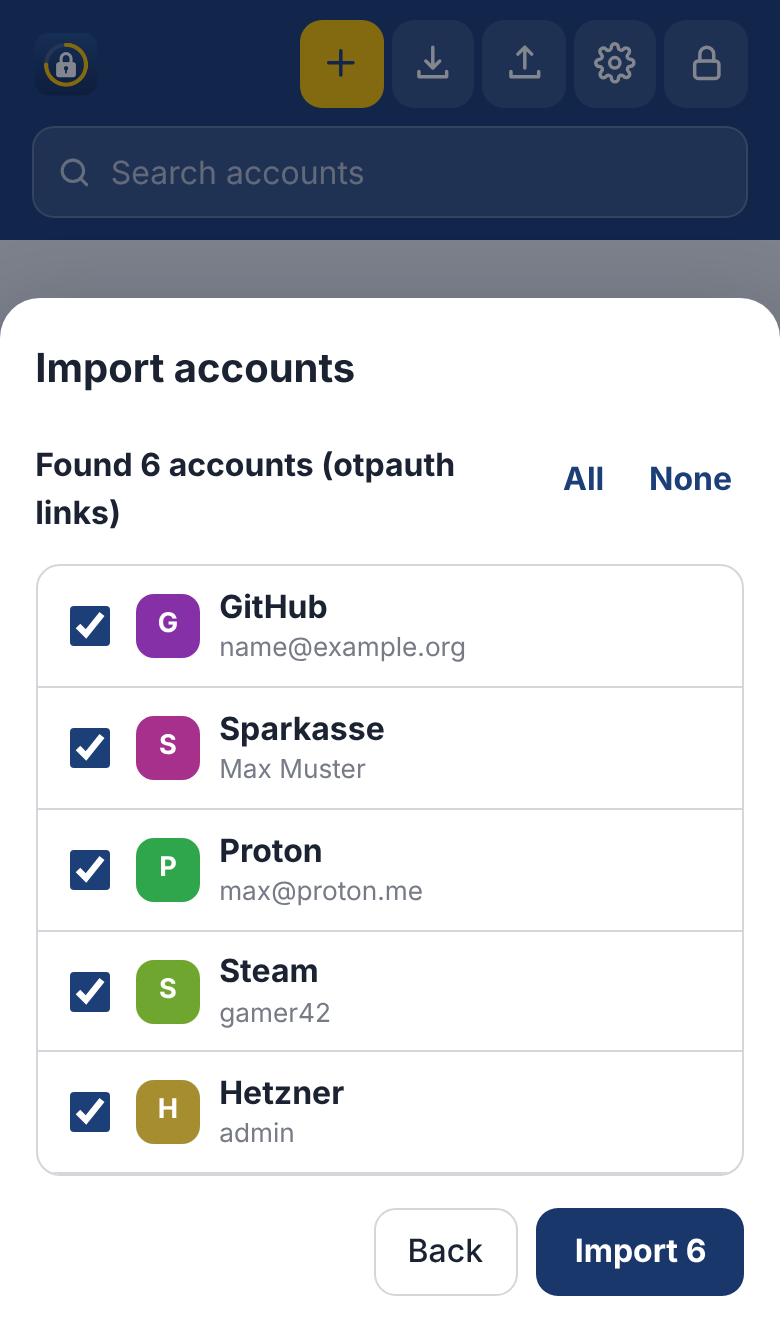 Search accounts
Import accounts
Found 6 accounts (otpauth
links)
All
None
G
GitHub
name@example.org
S
Sparkasse
Max Muster
P
Proton
max@proton.me
S
Steam
gamer42
H
Hetzner
admin
Back
Import 6